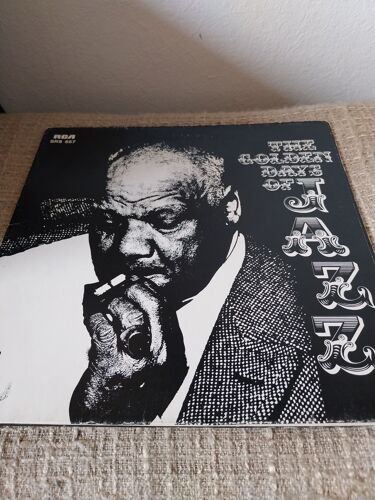 RCA
SRS 557
THE
GOLDEN
DAYS
OF
JAZZ